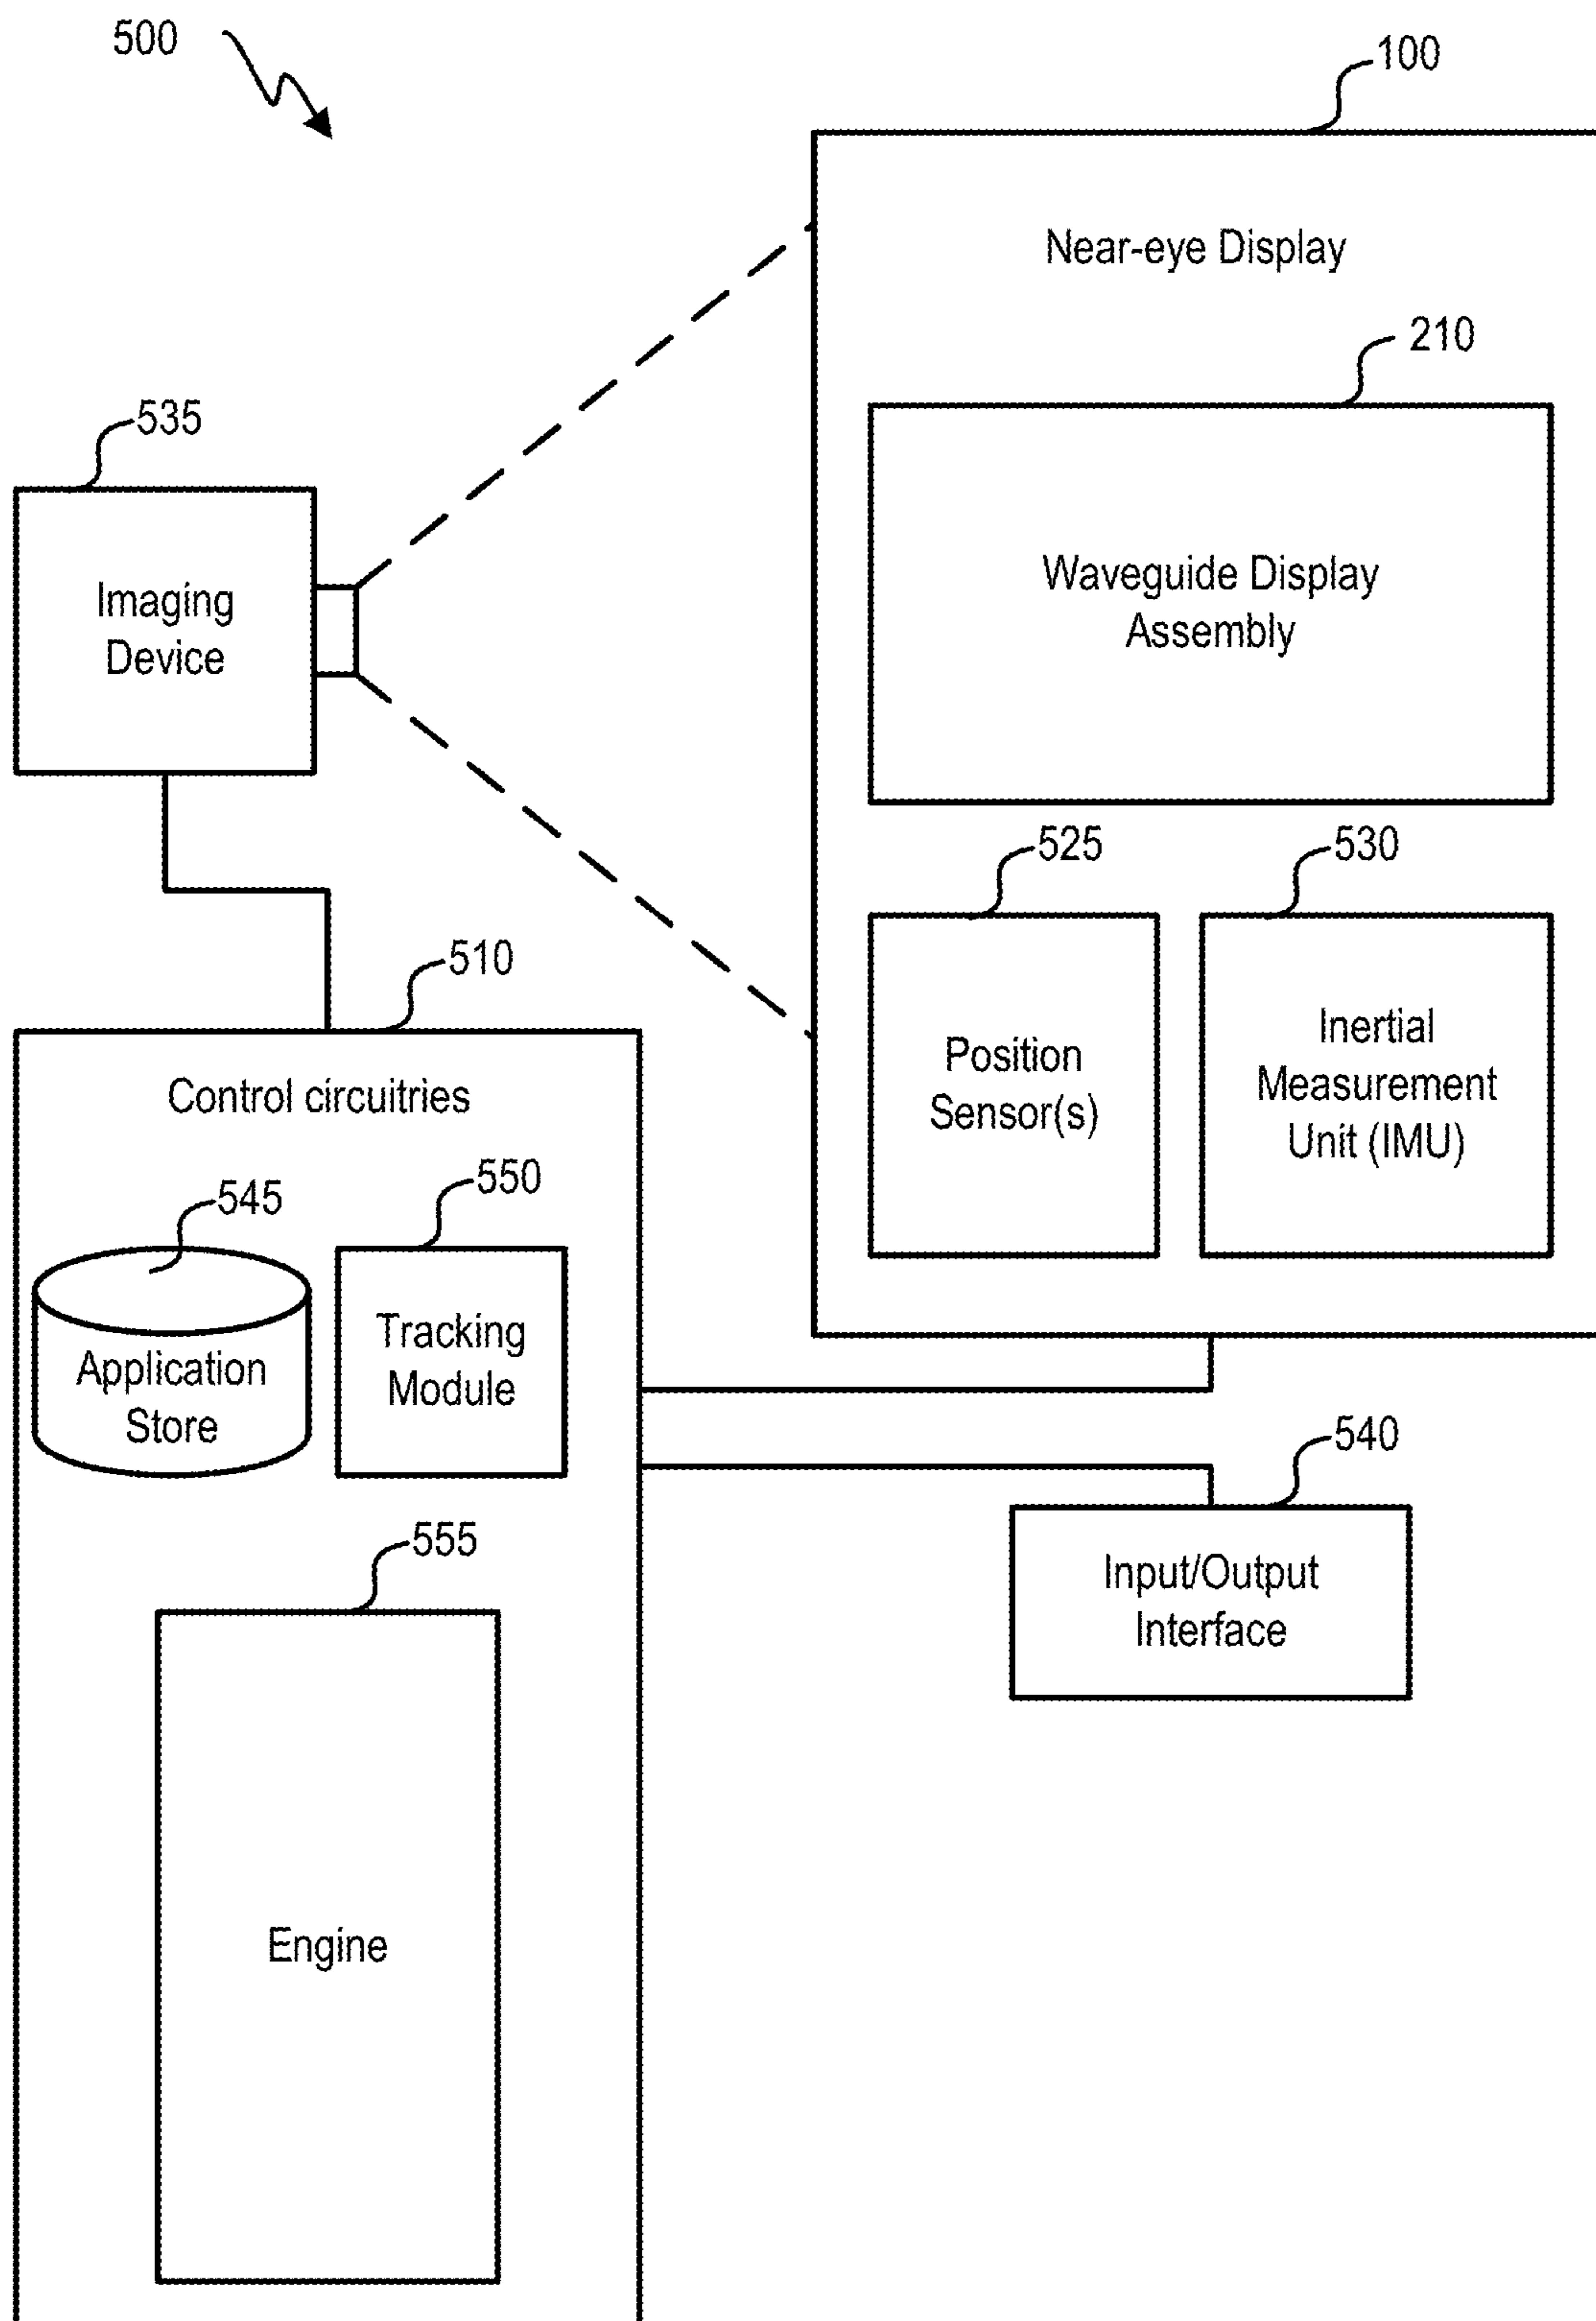 500
100
Near-eye Display
210
535
Waveguide Display
Assembly
Imaging
Device
525
530
510
Position
Sensor(s)
Inertial
Measurement
Unit (IMU)
Control circuitries
545
550
Application
Store
Tracking
Module
540
555
Input/Output
Interface
Engine